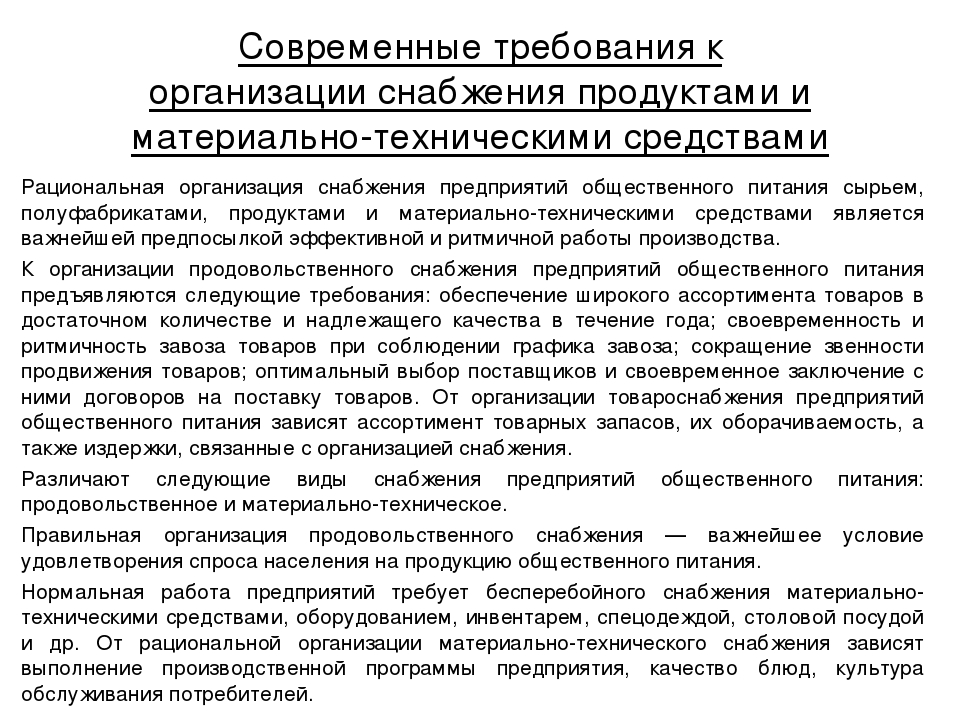 Современные требования к
организации снабжения продуктами и
материально-техническими средствами
Рациональная организация снабжения предприятий общественного питания сырьем,
полуфабрикатами, продуктами и материально-техническими средствами является
важнейшей предпосылкой эффективной и ритмичной работы производства.
К организации продовольственного снабжения предприятий общественного питания
предъявляются следующие требования: обеспечение широкого ассортимента товаров в
достаточном количестве и надлежащего качества в течение года; своевременность и
ритмичность завоза товаров при соблюдении графика завоза; сокращение звенности
продвижения товаров; оптимальный выбор поставщиков и своевременное заключение с
ними договоров на поставку товаров. От организации товароснабжения предприятий
общественного питания зависят ассортимент товарных запасов, их оборачиваемость, а
также издержки, связанные с организацией снабжения.
Различают следующие виды снабжения предприятий общественного питания:
продовольственное и материально-техническое.
Правильная организация продовольственного снабжения — важнейшее условие
удовлетворения спроса населения на продукцию общественного питания.
Нормальная работа предприятий требует бесперебойного снабжения материально-
техническими средствами, оборудованием, инвентарем, спецодеждой, столовой посудой
и др. От рациональной организации материально-технического снабжения зависят
выполнение производственной программы предприятия, качество блюд, культура
обслуживания потребителей.